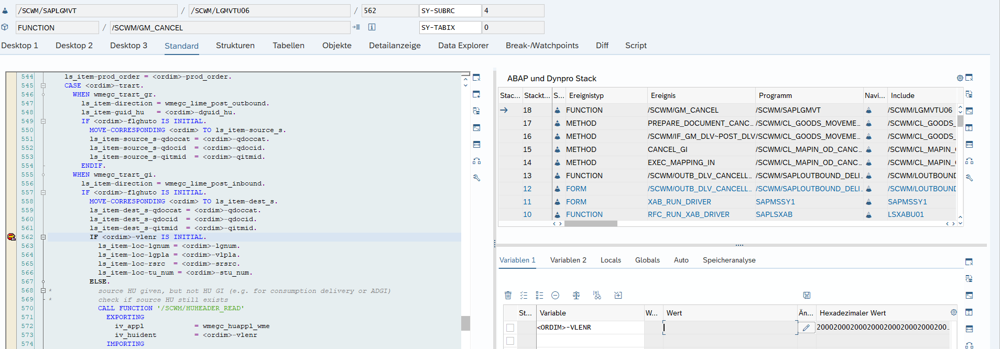 /SCWM/SAPLGMVT / /SCWM/LGMVTU06 / 562 SY-SUBRC 4
FUNCTION / /SCWM/GM_CANCEL SY-TABIX 0
Desktop 1 Desktop 2 Desktop 3 Standard Strukturen Tabellen Objekte Detailanzeige Data Explorer Break-/Watchpoints Diff Script
544 ls_item-prod_order = <ordim>-prod_order.
545 CASE <ordim>-trart.
546 WHEN wmegc_trart_gr.
547 ls_item-direction = wmegc_lime_post_outbound.
548 ls_item-guid_hu   = <ordim>-dguid_hu.
549 IF <ordim>-flghuto IS INITIAL.
550 MOVE-CORRESPONDING <ordim> TO ls_item-source_s.
551 ls_item-source_s-qdoccat = <ordim>-qdoccat.
552 ls_item-source_s-qdocid  = <ordim>-qdocid.
553 ls_item-source_s-qitmid  = <ordim>-qitmid.
554 ENDIF.
555 WHEN wmegc_trart_gi.
556 ls_item-direction = wmegc_lime_post_inbound.
557 IF <ordim>-flghuto IS INITIAL.
558 MOVE-CORRESPONDING <ordim> TO ls_item-dest_s.
559 ls_item-dest_s-qdoccat = <ordim>-qdoccat.
560 ls_item-dest_s-qdocid  = <ordim>-qdocid.
561 ls_item-dest_s-qitmid  = <ordim>-qitmid.
562 IF <ordim>-vlenr IS INITIAL.
563 ls_item-loc-lgnum = <ordim>-lgnum.
564 ls_item-loc-lgpla = <ordim>-vlpla.
565 ls_item-loc-rsrc  = <ordim>-srsrc.
566 ls_item-loc-tu_num = <ordim>-stu_num.
567 ELSE.
568 * source HU given, but not HU GI (e.g. for consumption delivery or ADGI)
569 * check if source HU still exists
570 CALL FUNCTION '/SCWM/HUHEADER_READ'
571 EXPORTING
572 iv_appl = wmegc_huappl_wme
573 iv_huident = <ordim>-vlenr
574 IMPORTING
ABAP und Dynpro Stack
Stac... Stackt... S... Ereignistyp Ereignis Programm Navi... Include
18 FUNCTION /SCWM/GM_CANCEL /SCWM/SAPLGMVT /SCWM/LGMVTU06
17 METHOD PREPARE_DOCUMENT_CANC... /SCWM/CL_GOODS_MOVEME... /SCWM/CL_GOODS_
16 METHOD /SCWM/IF_GM_DLV~POST_DLV /SCWM/CL_GOODS_MOVEME... /SCWM/CL_GOODS_
15 METHOD CANCEL_GI /SCWM/CL_MAPIN_OD_CANC... /SCWM/CL_MAPIN_
14 METHOD EXEC_MAPPING_IN /SCWM/CL_MAPIN_OD_CANC... /SCWM/CL_MAPIN_
13 FUNCTION /SCWM/OUTB_DLV_CANCELL... /SCWM/SAPLOUTBOUND_DELI... /SCWM/LOUTBOUND
12 FORM /SCWM/OUTB_DLV_CANCELL... /SCWM/SAPLOUTBOUND_DELI... /SCWM/LOUTBOUND
11 FORM XAB_RUN_DRIVER SAPMSSY1 SAPMSSY1
10 FUNCTION RFC_RUN_XAB_DRIVER SAPLSXAB LSXABU01
Variablen 1 Variablen 2 Locals Globals Auto Speicheranalyse
St... Variable W... Wert Än... Hexadezimaler Wert
<ORDIM>-VLENR 2000200020002000200020002000200...